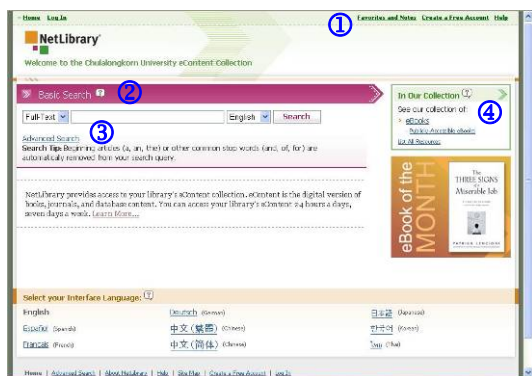 Home Log In
①
Favorites and Notes Create a Free Account Help
NetLibrary
Welcome to the Chulalongkorn University eContent Collection
Basic Search ②
Full-Text English Search
③
Advanced Search
Search Tip: Beginning articles (a, an, the) or other common stop words (and, of, for) are
automatically removed from your search query.
In Our Collection
④
See our collection of:
eBooks
Publicly Accessible eBooks
List All Resources
NetLibrary provides access to your library's eContent collection. eContent is the digital version of
books, journals, and database content. You can access your library's eContent 24 hours a days,
seven days a week. Learn More...
eBook of the
MONTH
The
THREE SIGNS
of a
Miserable Job
PATRICK LENCIONI
Select your Interface Language:
English Deutsch (German) 日本語 (Japanese)
Español (Spanish) 中文(繁體) (Chinese) 한국어 (Korean)
Français (French) 中文(简体) (Chinese) ไทย (Thai)
Home | Advanced Search | About NetLibrary | Help | Site Map | Create a Free Account | Log In